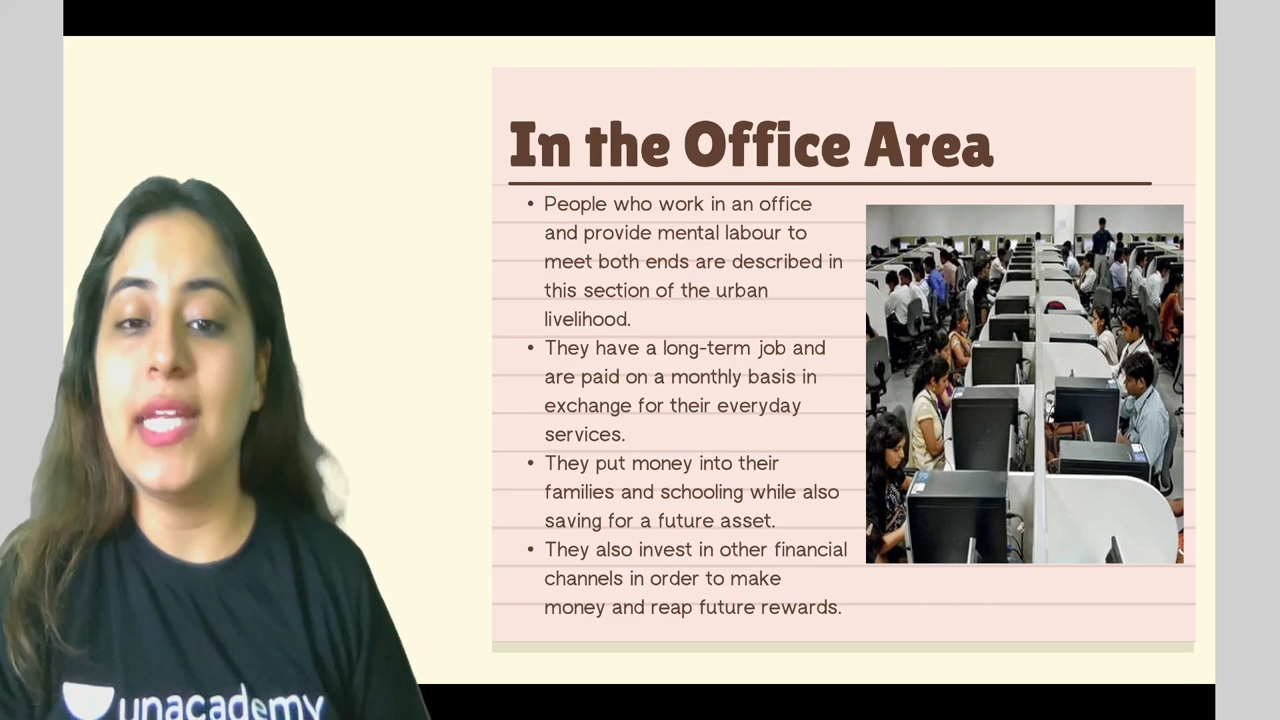 In the Office Area
• People who work in an office
and provide mental labour to
meet both ends are described in
this section of the urban
livelihood.
• They have a long-term job and
are paid on a monthly basis in
exchange for their everyday
services.
• They put money into their
families and schooling while also
saving for a future asset.
• They also invest in other financial
channels in order to make
money and reap future rewards.
unacademy